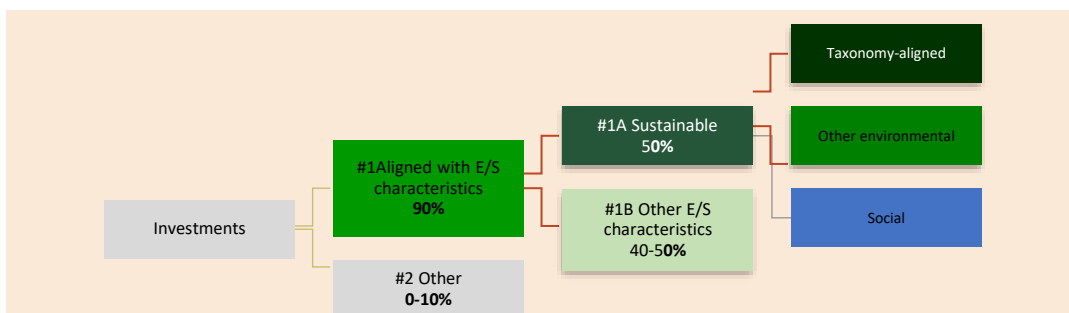 Taxonomy-aligned
#1A Sustainable
50%
Other environmental
#1Aligned with E/S
characteristics
90%
#1B Other E/S
characteristics
40-50%
Social
Investments
#2 Other
0-10%